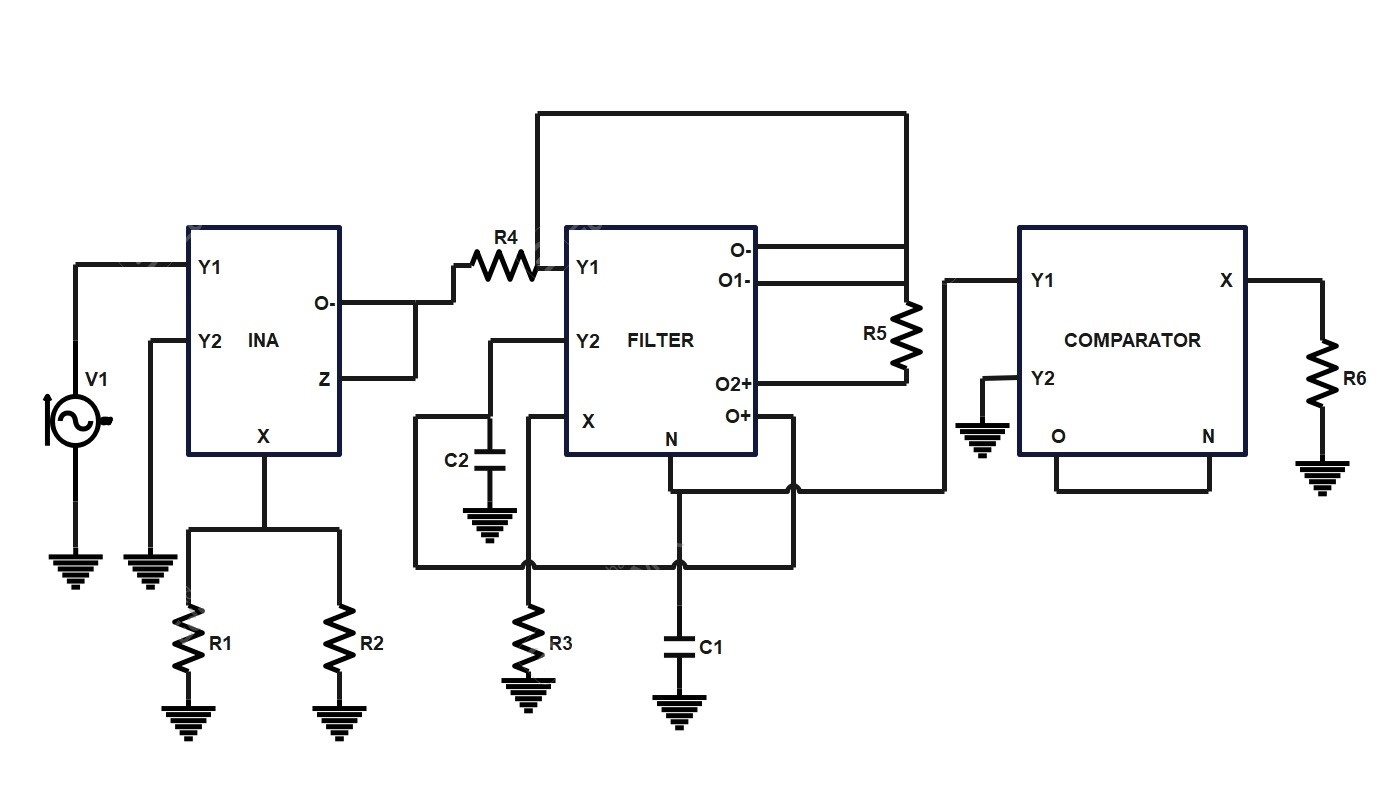 R4
Y1
O-
Y2
INA
Z
X
V1
R1
R2
Y1
O-
O1-
Y2
FILTER
R5
O2+
X
O+
N
C2
R3
C1
Y1
X
COMPARATOR
Y2
O
N
R6